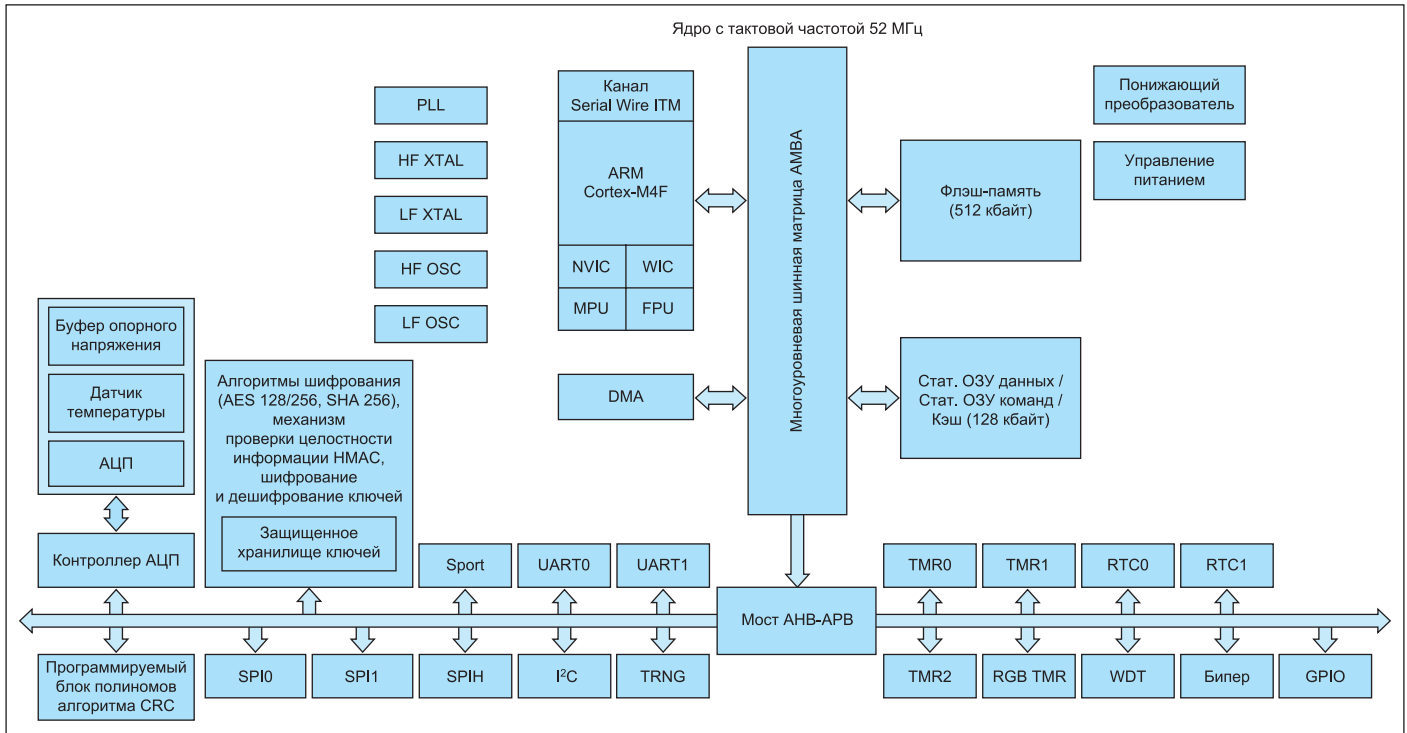 Ядро с тактовой частотой 52 МГц
PLL
HF XTAL
LF XTAL
HF OSC
LF OSC
Канал
Serial Wire ITM
ARM
Cortex-M4F
NVIC
WIC
MPU
FPU
DMA
Многоуровневая шинная матрица AMBA
Флэш-память
(512 кбайт)
Понижающий
преобразователь
Управление
питанием
Стат. ОЗУ данных /
Стат. ОЗУ команд /
Кэш (128 кбайт)
Буфер опорного
напряжения
Датчик
температуры
АЦП
Контроллер АЦП
Алгоритмы шифрования
(AES 128/256, SHA 256),
механизм
проверки целостности
информации HMAC,
шифрование
и дешифрование ключей
Защищенное
хранилище ключей
Sport
UART0
UART1
TMR0
TMR1
RTC0
RTC1
Мост AHB-APB
Программируемый
блок полиномов
алгоритма CRC
SPI0
SPI1
SPIH
I²C
TRNG
TMR2
RGB TMR
WDT
Бипер
GPIO